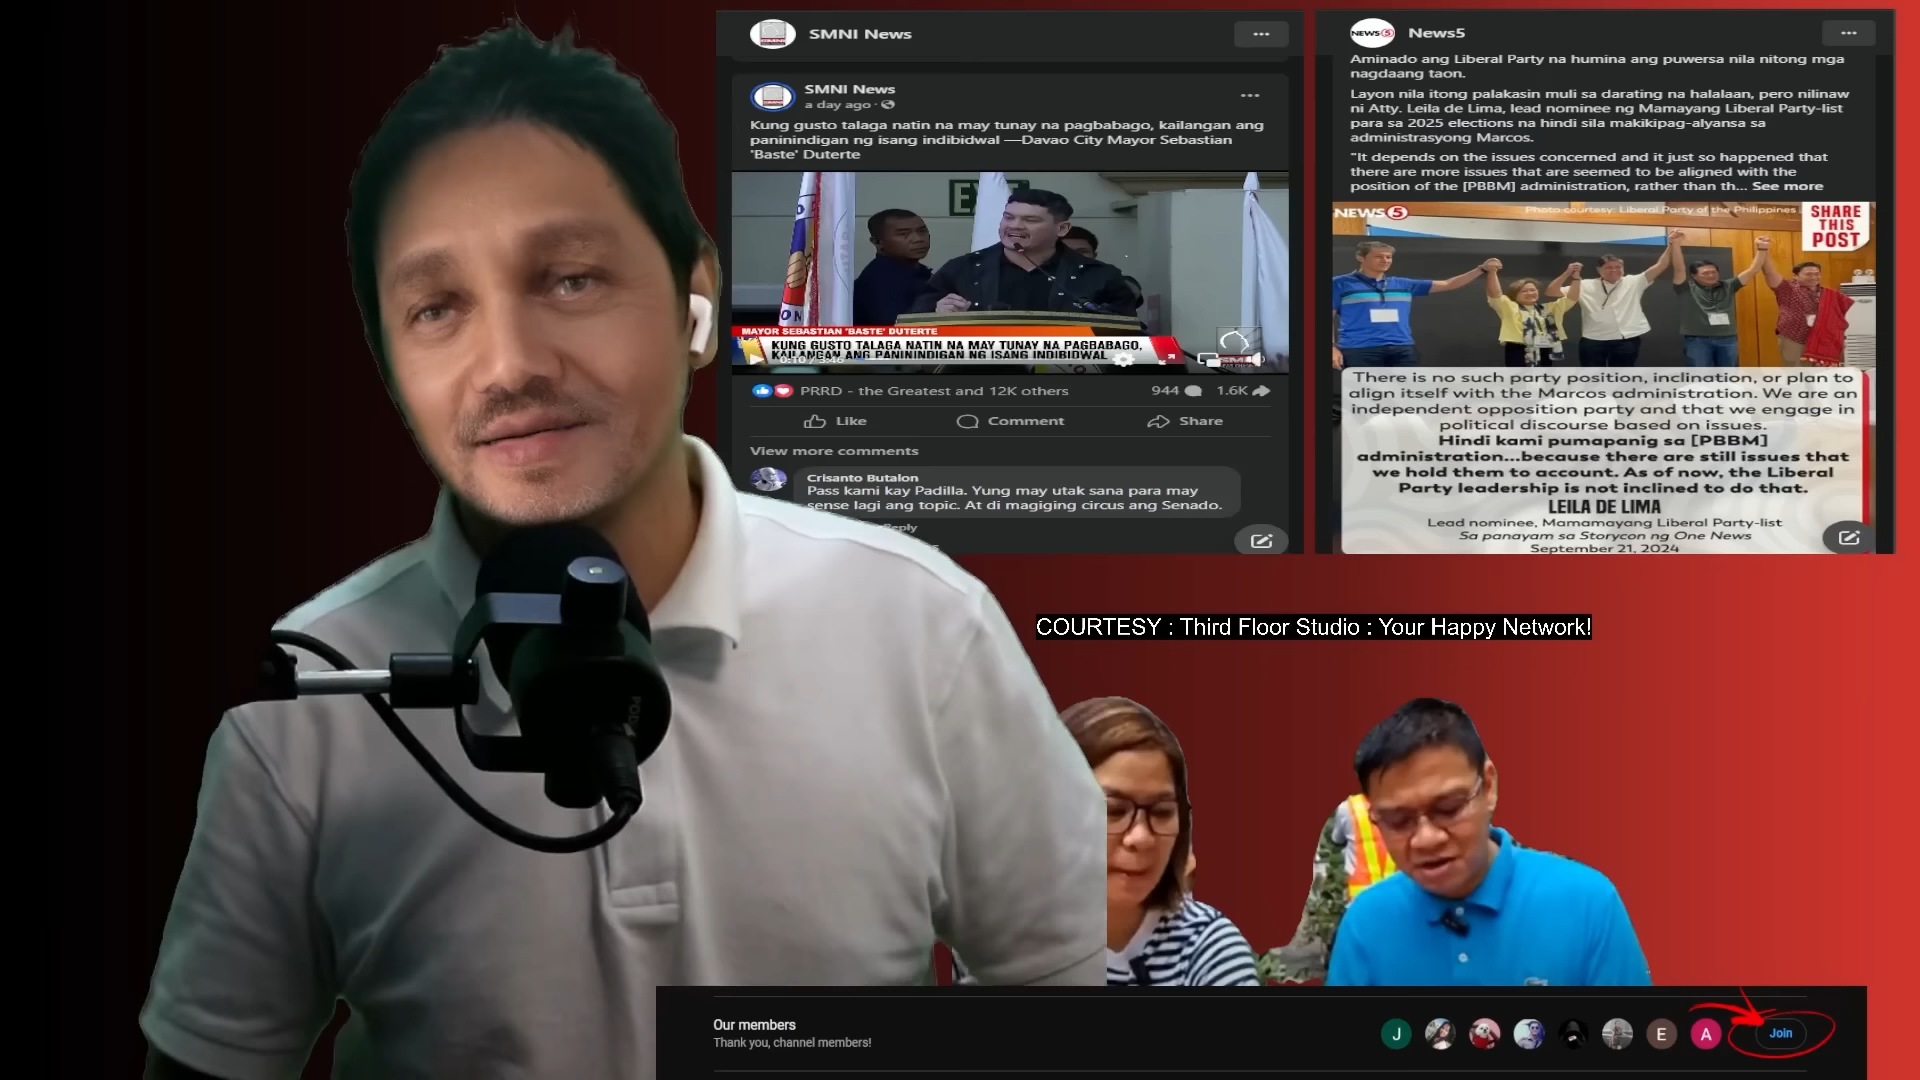 SMNI News
SMNI News
a day ago
Kung gusto talaga natin na may tunay na pagbabago, kailangan ang
paninindigan ng isang indibidwal —Davao City Mayor Sebastian
'Baste' Duterte
EXIT
MAYOR SEBASTIAN 'BASTE' DUTERTE
KUNG GUSTO TALAGA NATIN NA MAY TUNAY NA PAGBABAGO,
KAILANGAN ANG PANININDIGAN NG ISANG INDIBIDWAL
0:10 / 3:46
PRRD - the Greatest and 12K others
944
1.6K
Like
Comment
Share
View more comments
Crisanto Butalon
Pass kami kay Padilla. Yung may utak sana para may
sense lagi ang topic. At di magiging circus ang Senado.
Reply
NEWS5
News5
Aminado ang Liberal Party na humina ang puwersa nila nitong mga
nagdaang taon.
Layon nila itong palakasin muli sa darating na halalaan, pero nilinaw
ni Atty. Leila de Lima, lead nominee ng Mamayang Liberal Party-list
para sa 2025 elections na hindi sila makikipag-alyansa sa
administrasyong Marcos.
"It depends on the issues concerned and it just so happened that
there are more issues that are seemed to be aligned with the
position of the [PBBM] administration, rather than th... See more
NEWS5
Photo courtesy: Liberal Party of the Philippines
SHARE
THIS
POST
There is no such party position, inclination, or plan to
align itself with the Marcos administration. We are an
independent opposition party and that we engage in
political discourse based on issues.
Hindi kami pumapanig sa [PBBM]
administration...because there are still issues that
we hold them to account. As of now, the Liberal
Party leadership is not inclined to do that.
LEILA DE LIMA
Lead nominee, Mamamayang Liberal Party-list
Sa panayam sa Storycon ng One News
September 21, 2024
COURTESY : Third Floor Studio : Your Happy Network!
Our members
Thank you, channel members!
J
E
A
Join